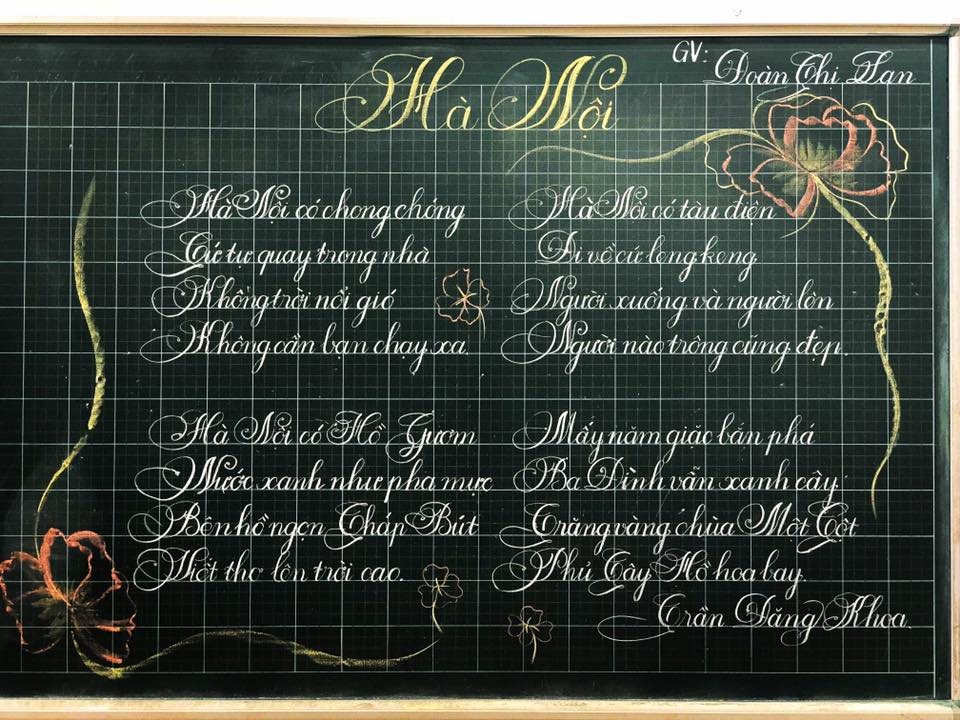 GV: Đoàn Thị Lan
Hà Nội
Hà Nội có chong chóng
Cứ tự quay trong nhà
Không trời nổi gió
Không cần bạn chạy xa.
Hà Nội có Hồ Gươm
Nước xanh như pha mực
Bên hồ ngọn Tháp Bút
Viết thơ lên trời cao.
Hà Nội có tàu điện
Đi về cứ leng keng
Người xuống và người lên
Người nào trông cũng đẹp.
Mấy năm giặc bắn phá
Ba Đình vẫn xanh cây
Trăng vàng chùa Một Cột
Phủ Tây Hồ hoa bay.
Trần Đăng Khoa.